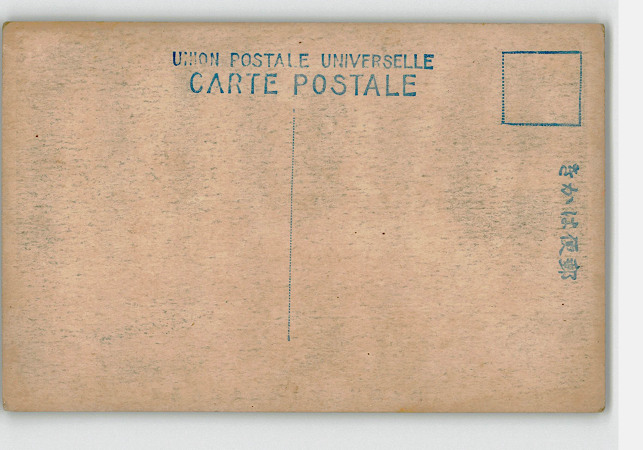 UNION POSTALE UNIVERSELLE
CARTE POSTALE
郵便はかき